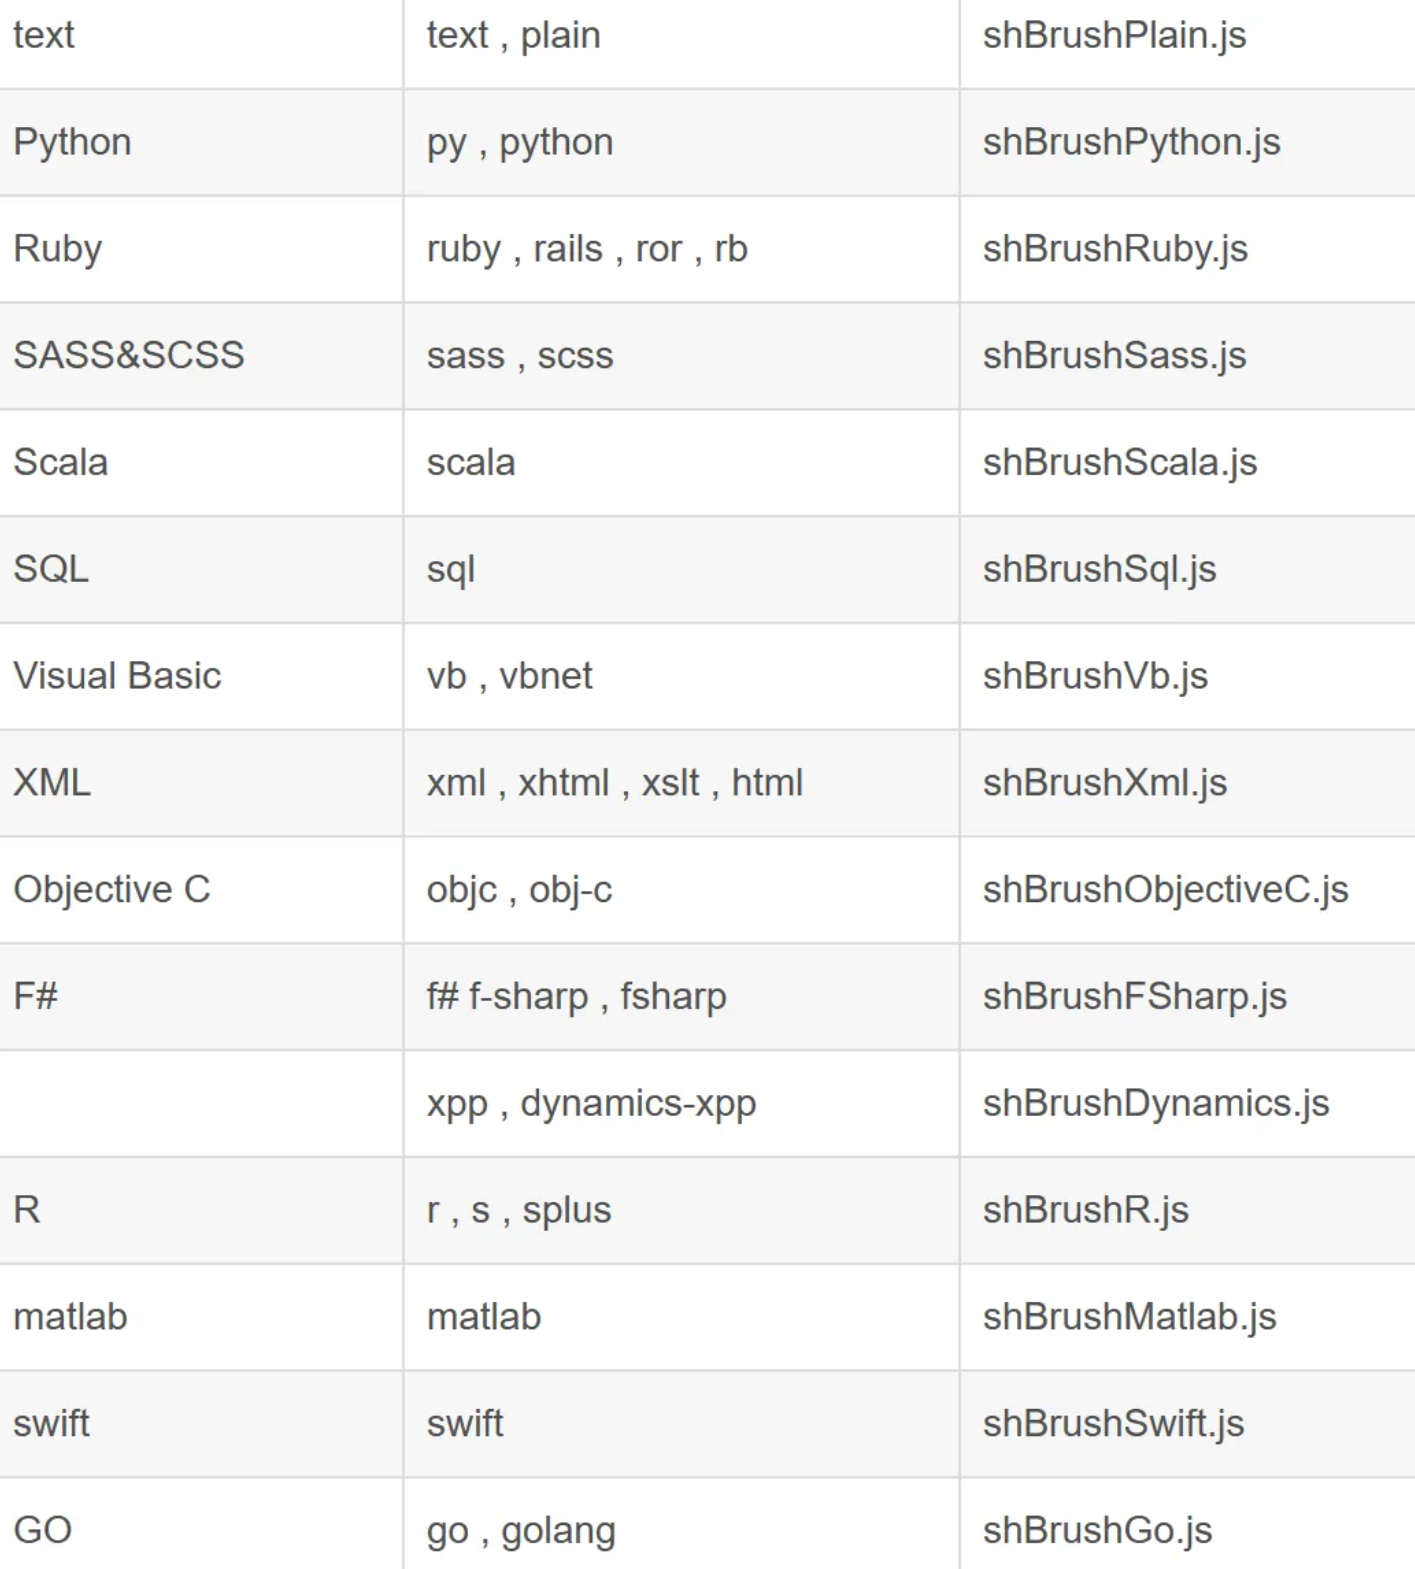 text text , plain shBrushPlain.js
Python py , python shBrushPython.js
Ruby ruby , rails , ror , rb shBrushRuby.js
SASS&SCSS sass , scss shBrushSass.js
Scala scala shBrushScala.js
SQL sql shBrushSql.js
Visual Basic vb , vbnet shBrushVb.js
XML xml , xhtml , xslt , html shBrushXml.js
Objective C objc , obj-c shBrushObjectiveC.js
F# f# f-sharp , fsharp shBrushFSharp.js
xpp , dynamics-xpp shBrushDynamics.js
R r , s , splus shBrushR.js
matlab matlab shBrushMatlab.js
swift swift shBrushSwift.js
GO go , golang shBrushGo.js